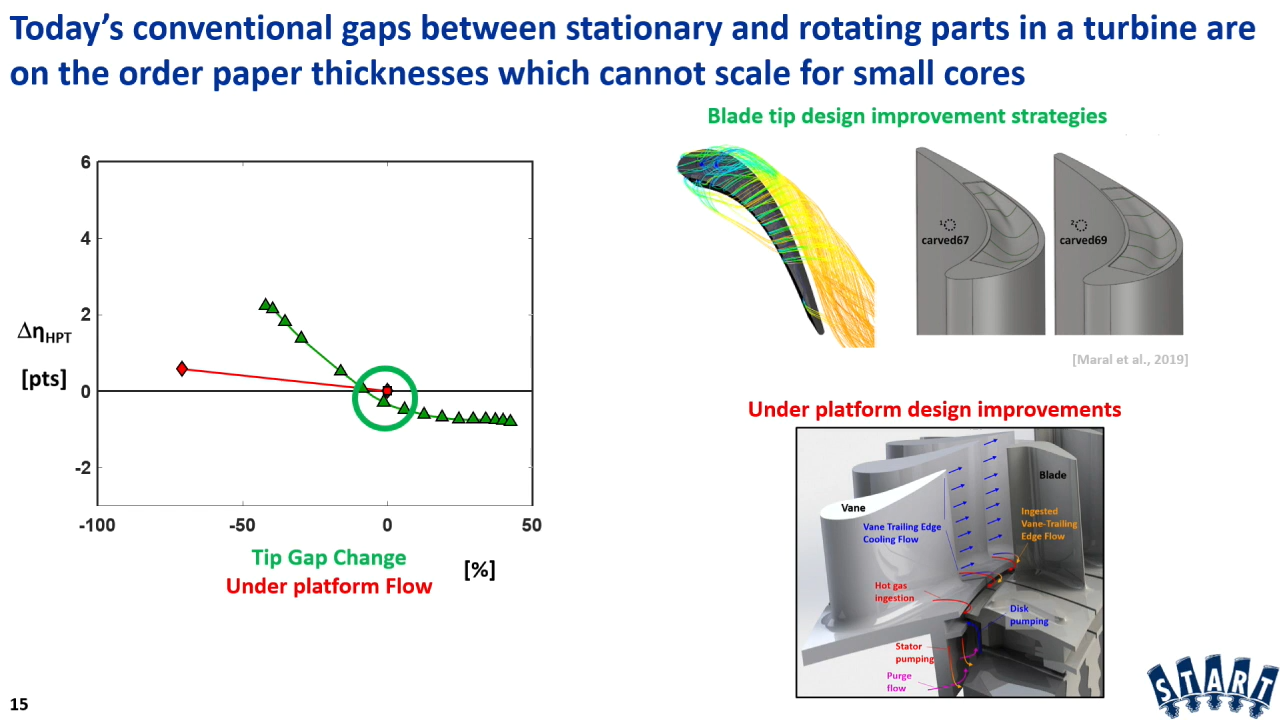 Today's conventional gaps between stationary and rotating parts in a turbine are
on the order paper thicknesses which cannot scale for small cores
Blade tip design improvement strategies
6
4
2
0
-2
ΔηHPT
[pts]
-100
-50
0
50
Tip Gap Change
Under platform Flow
[%]
1
carved67
2
carved69
[Maral et al., 2019]
Under platform design improvements
Vane
Blade
Vane Trailing Edge
Cooling Flow
Ingested
Vane-Trailing
Edge Flow
Hot gas
ingestion
Disk
pumping
Stator
pumping
Purge
flow
START
15